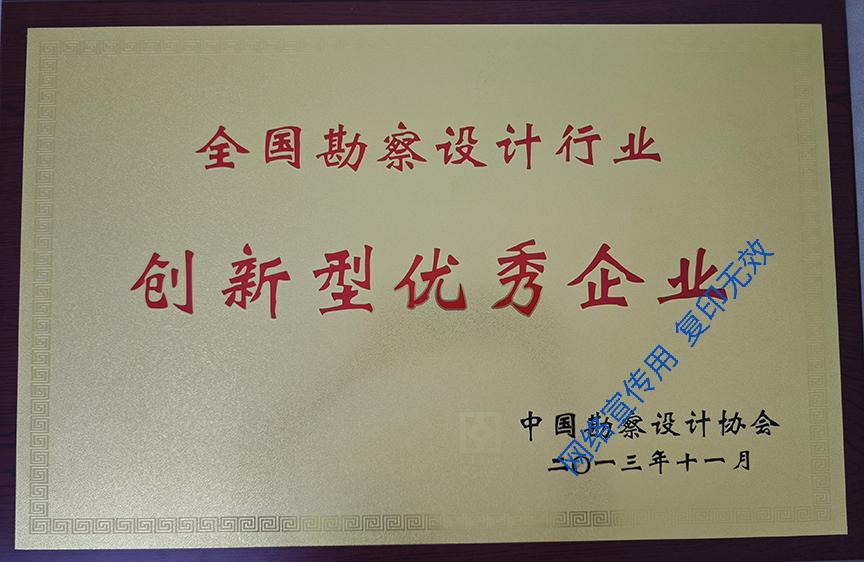 全国勘察设计行业
创新型优秀企业
中国勘察设计协会
二〇一三年十一月
网络宣传用 复印无效